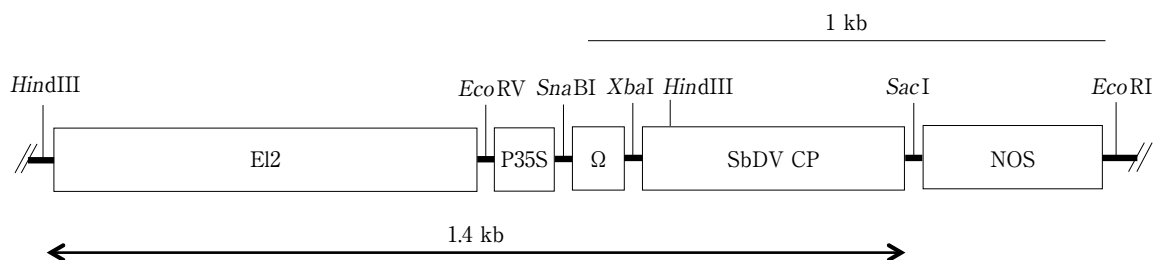 1 kb
HindIII EcoRV SnaBI XbaI HindIII SacI EcoRI
El2 P35S Ω SbDV CP NOS
1.4 kb